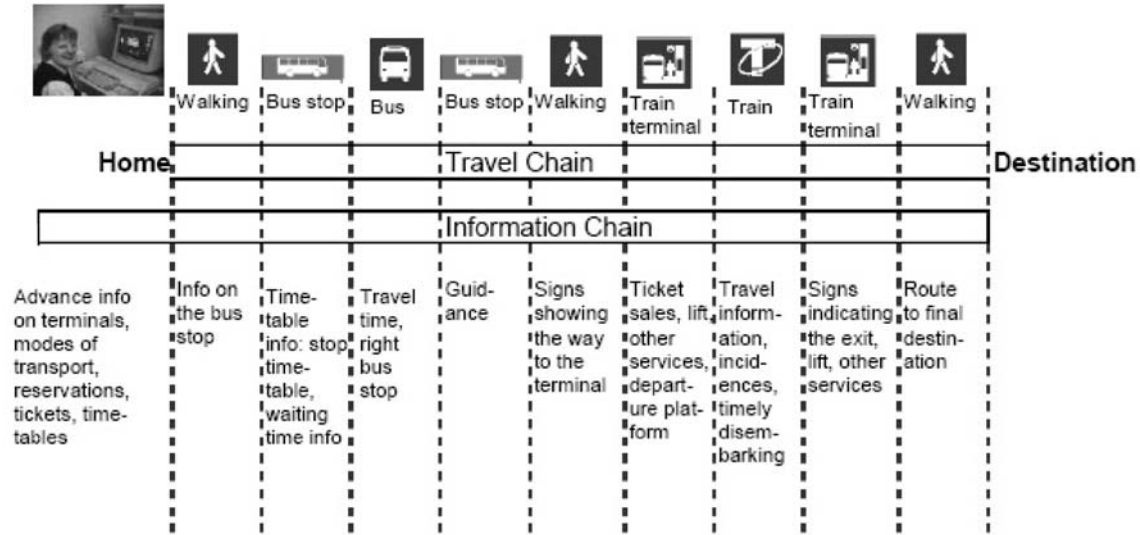 Walking
Bus stop
Bus
Bus stop
Walking
Train
terminal
Train
Train
terminal
Walking
Home
Travel Chain
Destination
Information Chain
Advance info
on terminals,
modes of
transport,
reservations,
tickets, time-
tables
Info on
the bus
stop
Time-
table
info: stop
time-
table,
waiting
time info
Travel
time,
right
bus
stop
Guid-
ance
Signs
showing
the way
to the
terminal
Ticket
sales, lift,
other
services,
depart-
ure plat-
form
Travel
inform-
ation,
incid-
ences,
timely
disem-
barking
Signs
indicating
the exit,
lift, other
services
Route
to final
destin-
ation